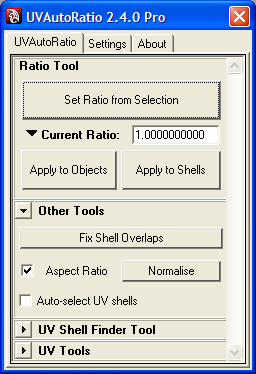 UVAutoRatio 2.4.0 Pro
UVAutoRatio Settings About
Ratio Tool
Set Ratio from Selection
Current Ratio: 1.0000000000
Apply to Objects Apply to Shells
Other Tools
Fix Shell Overlaps
Aspect Ratio Normalise
Auto-select UV shells
UV Shell Finder Tool
UV Tools